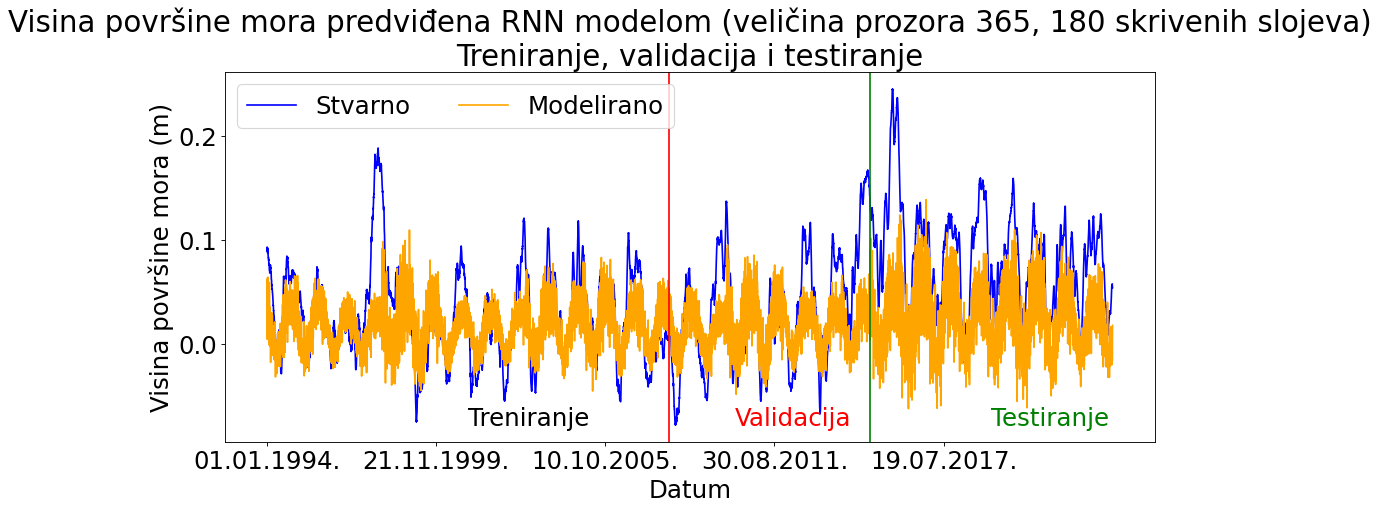 Visina površine mora predviđena RNN modelom (veličina prozora 365, 180 skrivenih slojeva)
Treniranje, validacija i testiranje
Stvarno
Modelirano
Visina površine mora (m)
0.2
0.1
0.0
Treniranje
Validacija
Testiranje
01.01.1994.
21.11.1999.
10.10.2005.
30.08.2011.
19.07.2017.
Datum